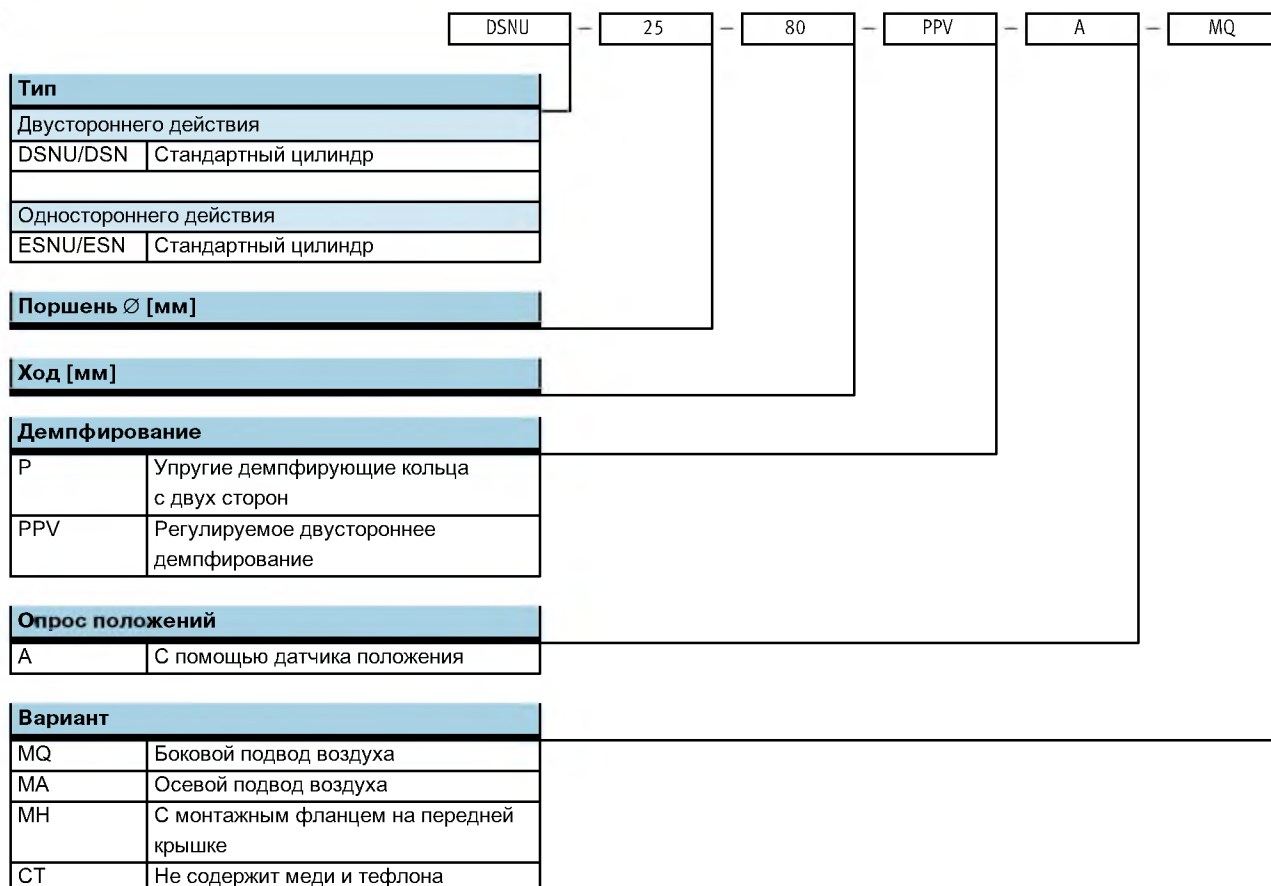 DSNU – 25 – 80 – PPV – A – MQ
Тип
Двустороннего действия
DSNU/DSN Стандартный цилиндр
Одностороннего действия
ESNU/ESN Стандартный цилиндр
Поршень ∅ [мм]
Ход [мм]
Демпфирование
P Упругие демпфирующие кольца
с двух сторон
PPV Регулируемое двустороннее
демпфирование
Опрос положений
A С помощью датчика положения
Вариант
MQ Боковой подвод воздуха
MA Осевой подвод воздуха
MH С монтажным фланцем на передней
крышке
CT Не содержит меди и тефлона